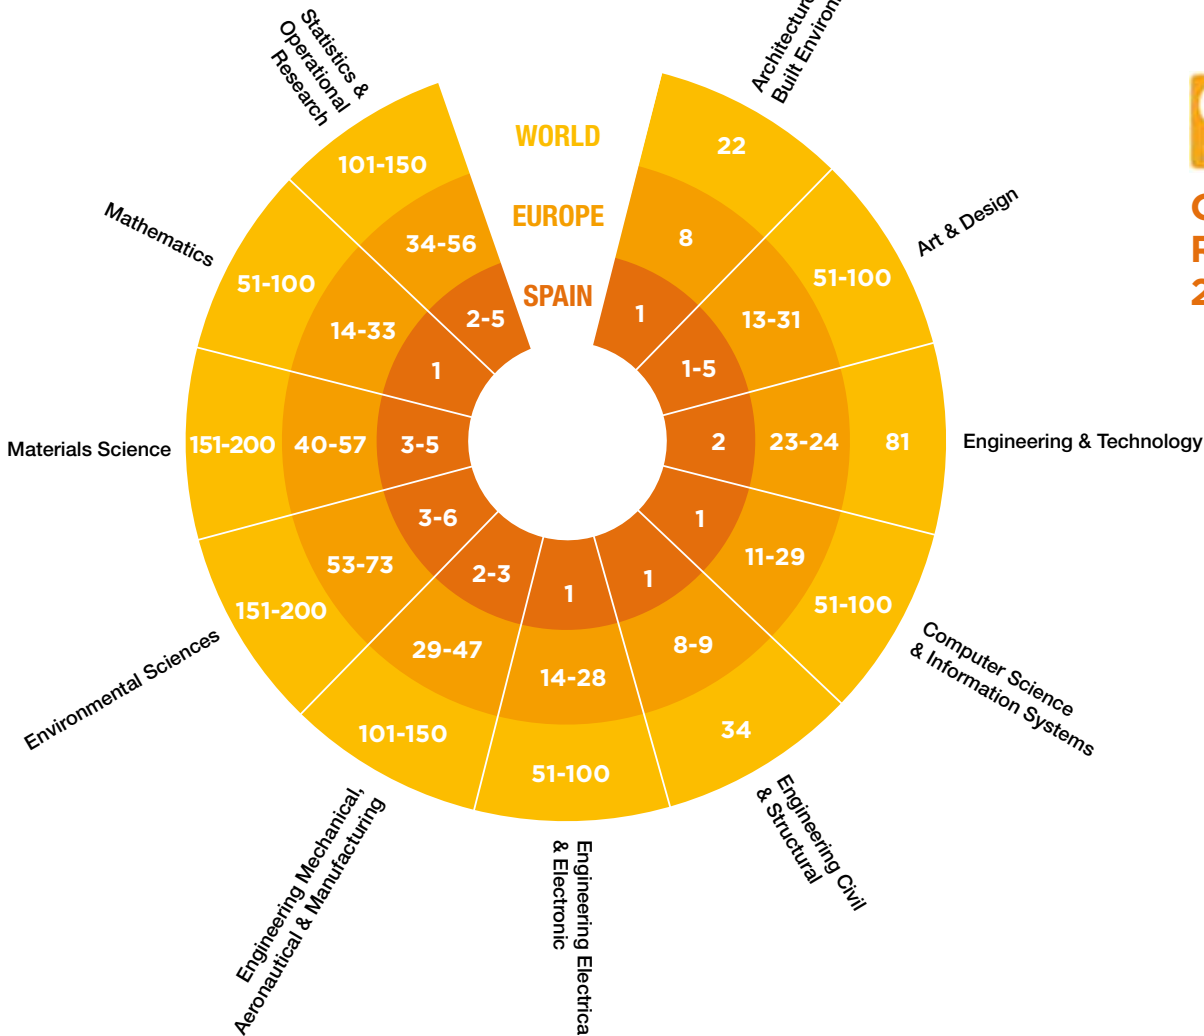 WORLD
EUROPE
SPAIN
Architecture
Built Environ
22
8
1
Art & Design
51-100
13-31
1-5
Engineering & Technology
81
23-24
2
Computer Science
& Information Systems
51-100
11-29
1
Engineering Civil
& Structural
34
8-9
1
Engineering Electrica
& Electronic
51-100
14-28
1
Engineering Mechanical,
Aeronautical & Manufacturing
101-150
29-47
2-3
Environmental Sciences
151-200
53-73
3-6
Materials Science
151-200
40-57
3-5
Mathematics
51-100
14-33
1
Statistics &
Operational
Research
101-150
34-56
2-5